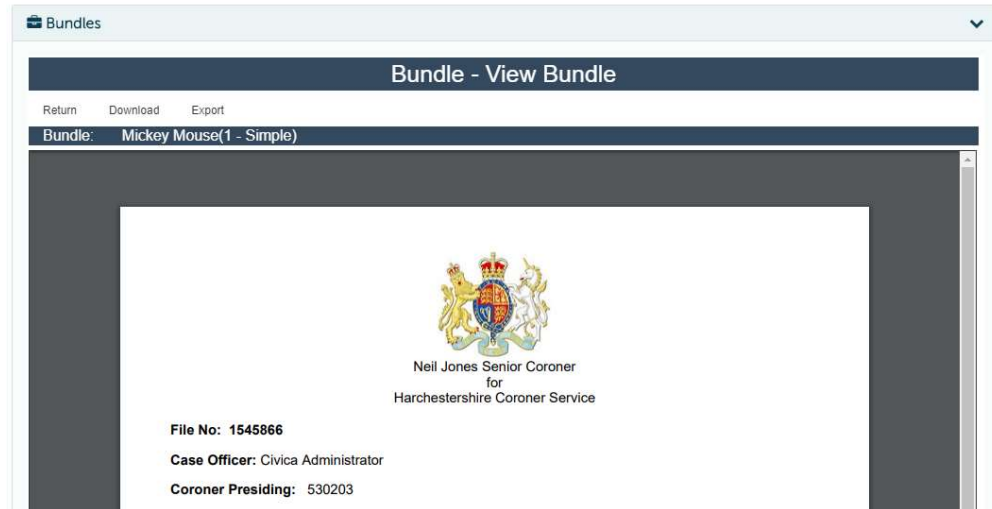 Bundles
Bundle - View Bundle
Return Download Export
Bundle: Mickey Mouse(1 - Simple)
Neil Jones Senior Coroner
for
Harchestershire Coroner Service
File No: 1545866
Case Officer: Civica Administrator
Coroner Presiding: 530203